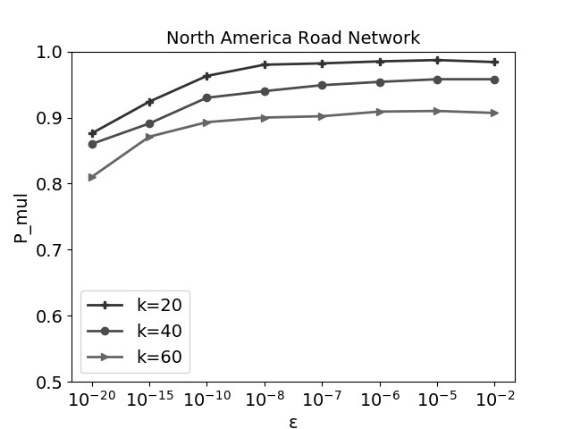 North America Road Network
1.0
0.9
0.8
0.7
0.6
0.5
P_mul
k=20
k=40
k=60
10⁻²⁰ 10⁻¹⁵ 10⁻¹⁰ 10⁻⁸ 10⁻⁷ 10⁻⁶ 10⁻⁵ 10⁻²
ε